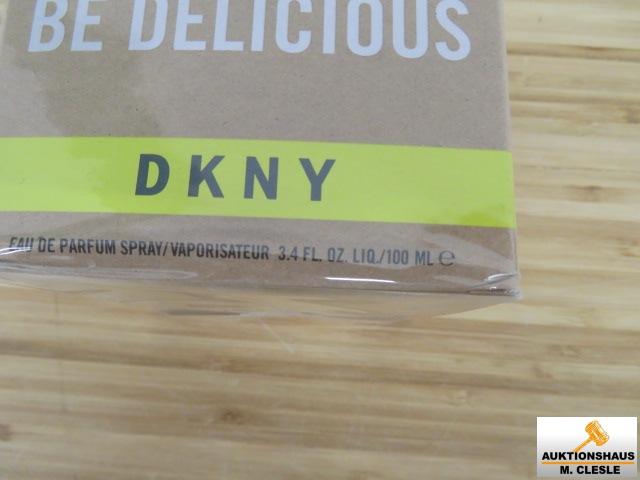 BE DELICIOUS
DKNY
EAU DE PARFUM SPRAY/VAPORISATEUR 3.4 FL. OZ. LIQ./100 ML ℮
AUKTIONSHAUS
M. CLESLE